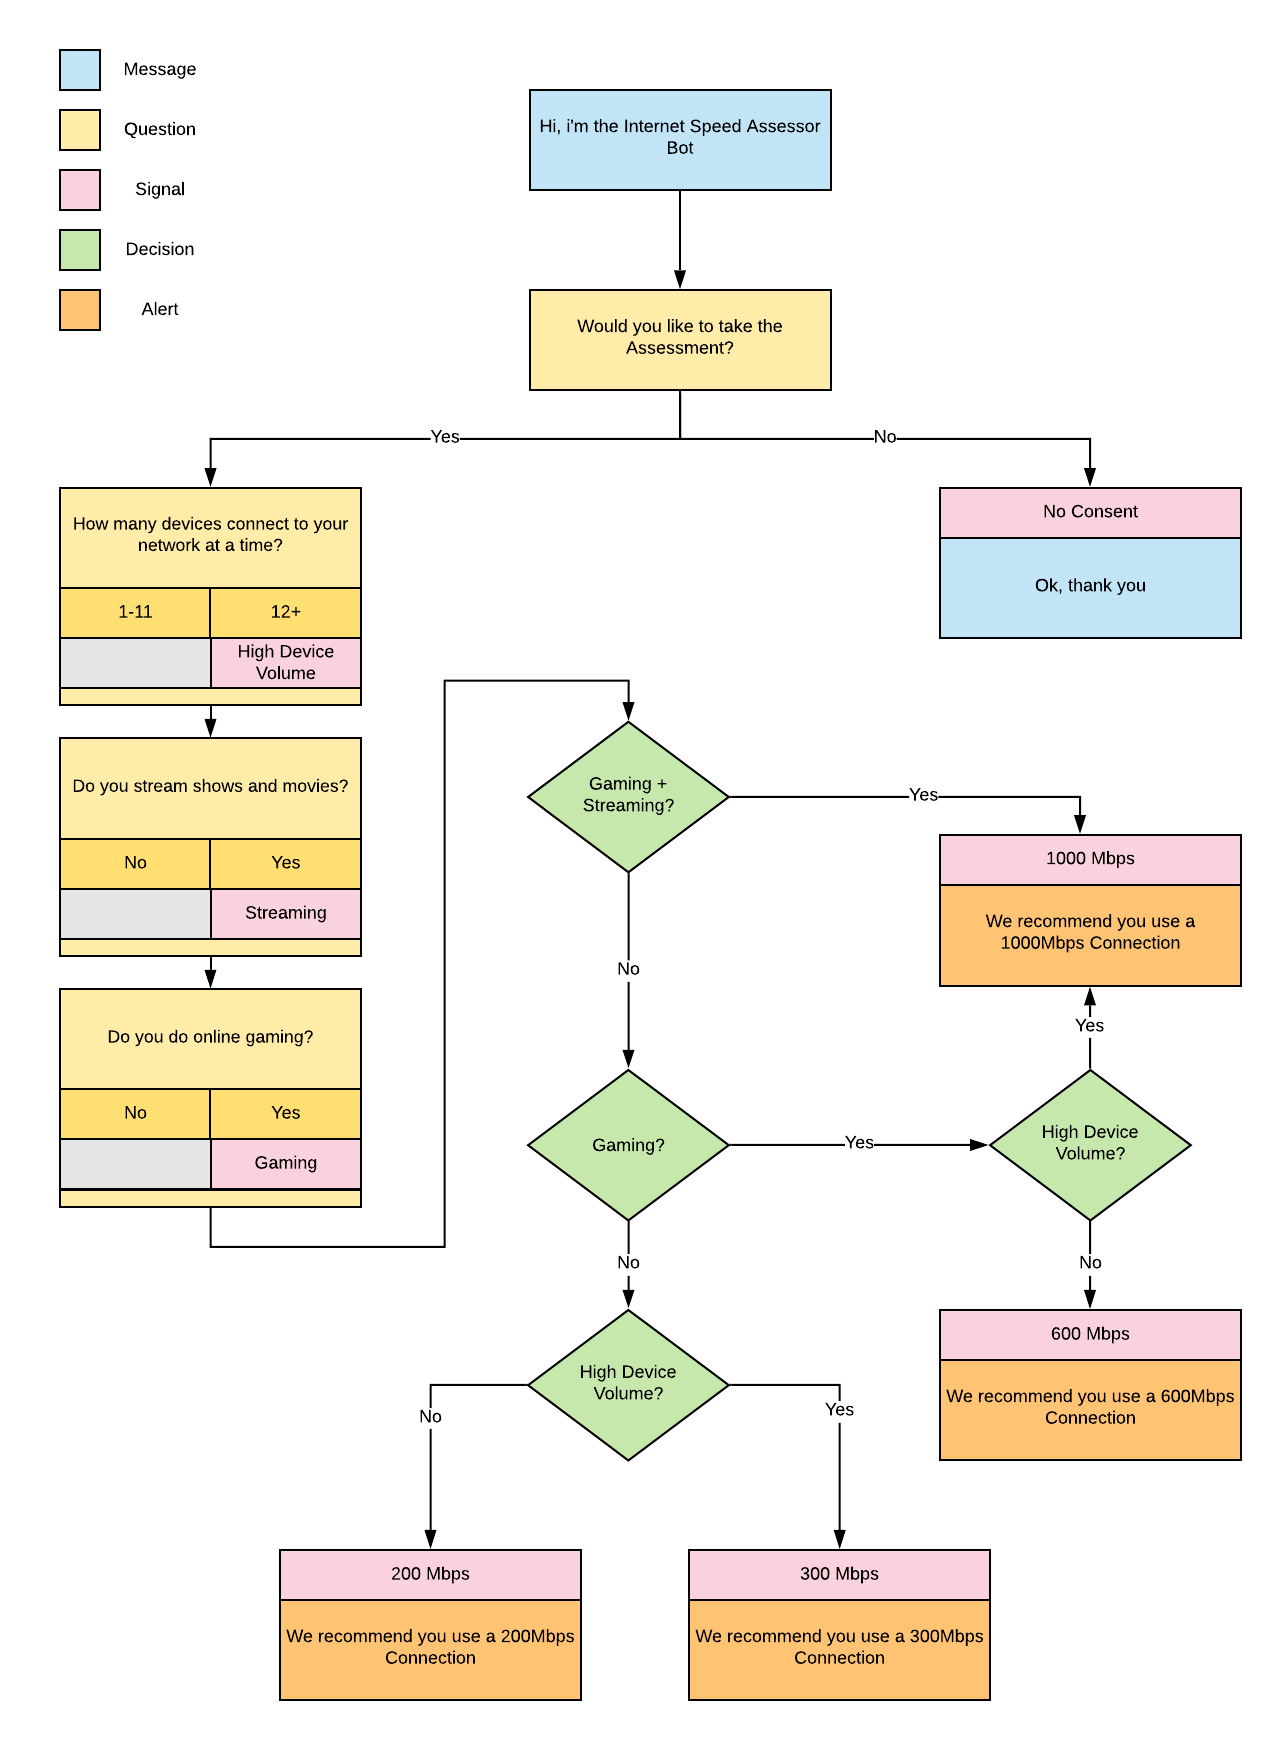 Message
Question
Signal
Decision
Alert
Hi, i'm the Internet Speed Assessor
Bot
Would you like to take the
Assessment?
Yes
No
How many devices connect to your
network at a time?
1-11
12+
High Device
Volume
No Consent
Ok, thank you
Do you stream shows and movies?
No
Yes
Streaming
Do you do online gaming?
No
Yes
Gaming
Gaming +
Streaming?
Yes
1000 Mbps
We recommend you use a
1000Mbps Connection
No
Yes
Gaming?
Yes
High Device
Volume?
No
No
600 Mbps
We recommend you use a 600Mbps
Connection
High Device
Volume?
No
Yes
200 Mbps
We recommend you use a 200Mbps
Connection
300 Mbps
We recommend you use a 300Mbps
Connection